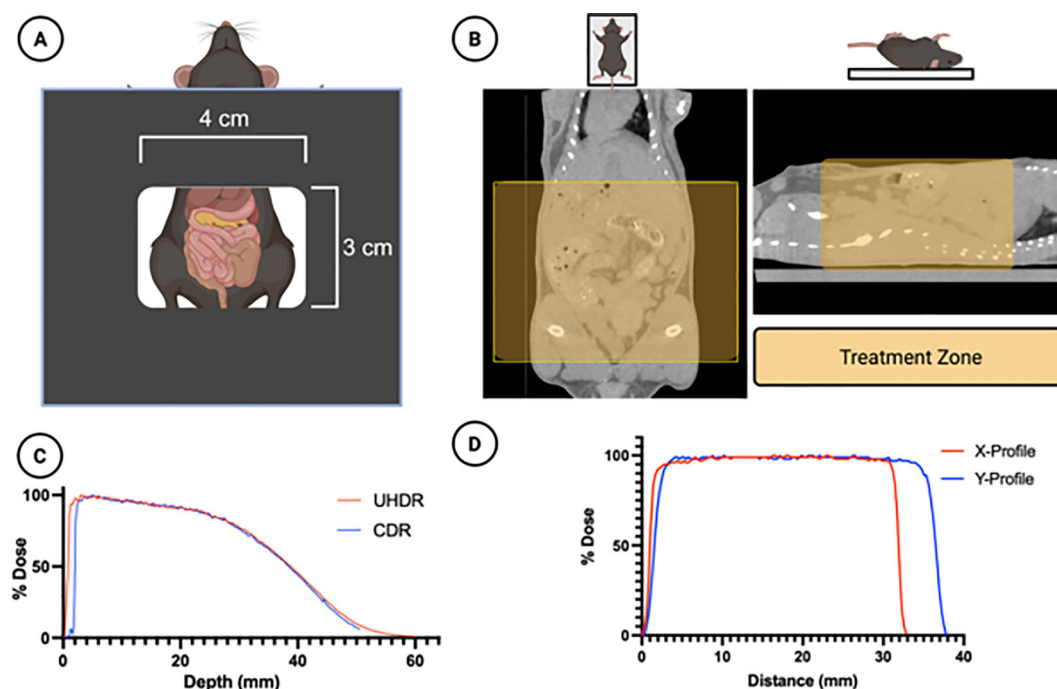 A
4 cm
3 cm
B
Treatment Zone
C
100
50
0
% Dose
0
20
40
60
Depth (mm)
UHDR
CDR
D
100
50
0
% Dose
0
10
20
30
40
Distance (mm)
X-Profile
Y-Profile